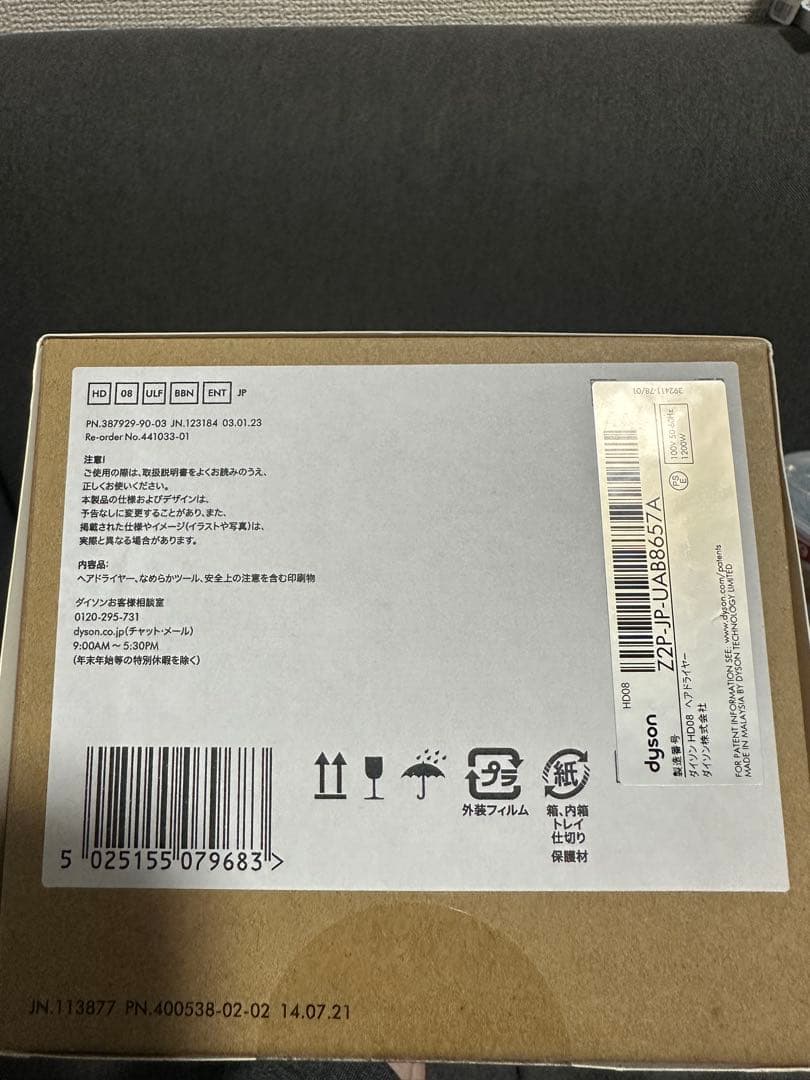 HD 08 ULF BBN ENT JP
PN.387929-90-03 JN.123184 03.01.23
Re-order No.441033-01
注意!
ご使用の際は、取扱説明書をよくお読みのうえ、
正しくお使いください。
本製品の仕様およびデザインは、
予告なしに変更することがあり、また、
掲載された仕様やイメージ(イラストや写真)は、
実際と異なる場合があります。
内容品:
ヘアドライヤー、なめらかツール、安全上の注意を含む印刷物
ダイソンお客様相談室
0120-295-731
dyson.co.jp(チャット・メール)
9:00AM～5:30PM
(年末年始等の特別休暇を除く)
5 025155 079683 >
プラ
外装フィルム
紙
箱、内箱
トレイ
仕切り
保護材
392411-78/01
100V 50-60Hz
1200W
PS
E
HD08
Z2P-JP-UAB8657A
dyson
製造番号
ダイソン HD08 ヘアドライヤー
ダイソン株式会社
FOR PATENT INFORMATION SEE: www.dyson.com/patents
MADE IN MALAYSIA BY DYSON TECHNOLOGY LIMITED
JN.113877 PN.400538-02-02 14.07.21